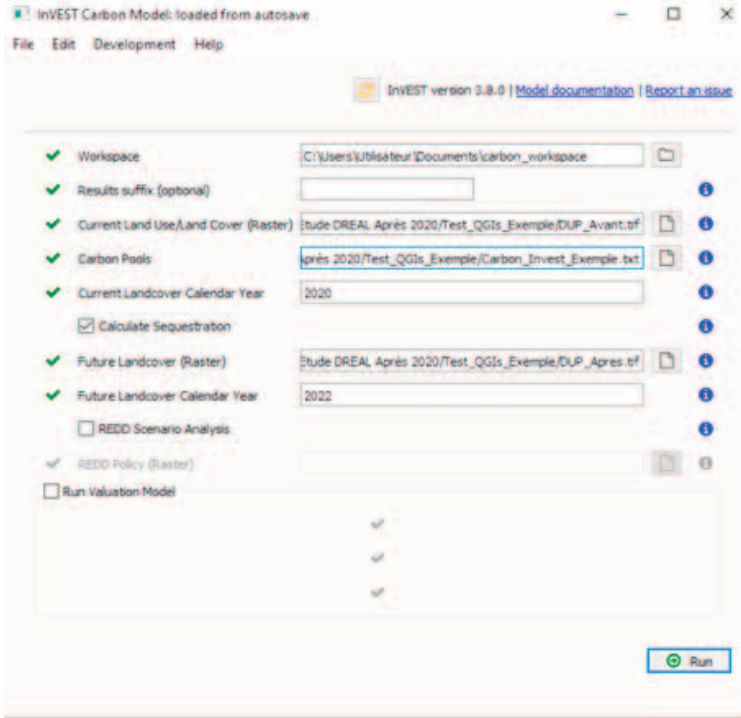 InVEST Carbon Model: loaded from autosave
File Edit Development Help
InVEST version 3.8.0 | Model documentation | Report an issue
Workspace C:\Users\Utilisateur\Documents\carbon_workspace
Results suffix (optional)
Current Land Use/Land Cover (Raster) Etude DREAL Après 2020/Test_QGIs_Exemple/DUP_Avant.tif
Carbon Pools Après 2020/Test_QGIs_Exemple/Carbon_Invest_Exemple.txt
Current Landcover Calendar Year 2020
Calculate Sequestration
Future Landcover (Raster) Etude DREAL Après 2020/Test_QGIs_Exemple/DUP_Apres.tif
Future Landcover Calendar Year 2022
REDD Scenario Analysis
REDD Policy (Raster)
Run Valuation Model
Run